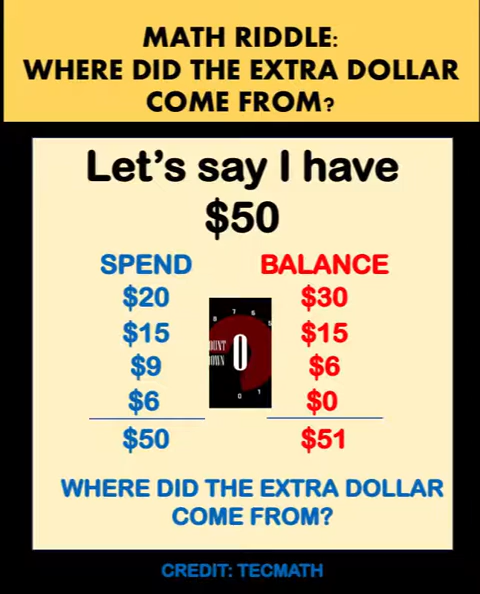 MATH RIDDLE:
WHERE DID THE EXTRA DOLLAR
COME FROM?
Let's say I have
$50
SPEND BALANCE
$20 $30
$15 $15
$9 $6
$6 $0
$50 $51
WHERE DID THE EXTRA DOLLAR
COME FROM?
CREDIT: TECMATH